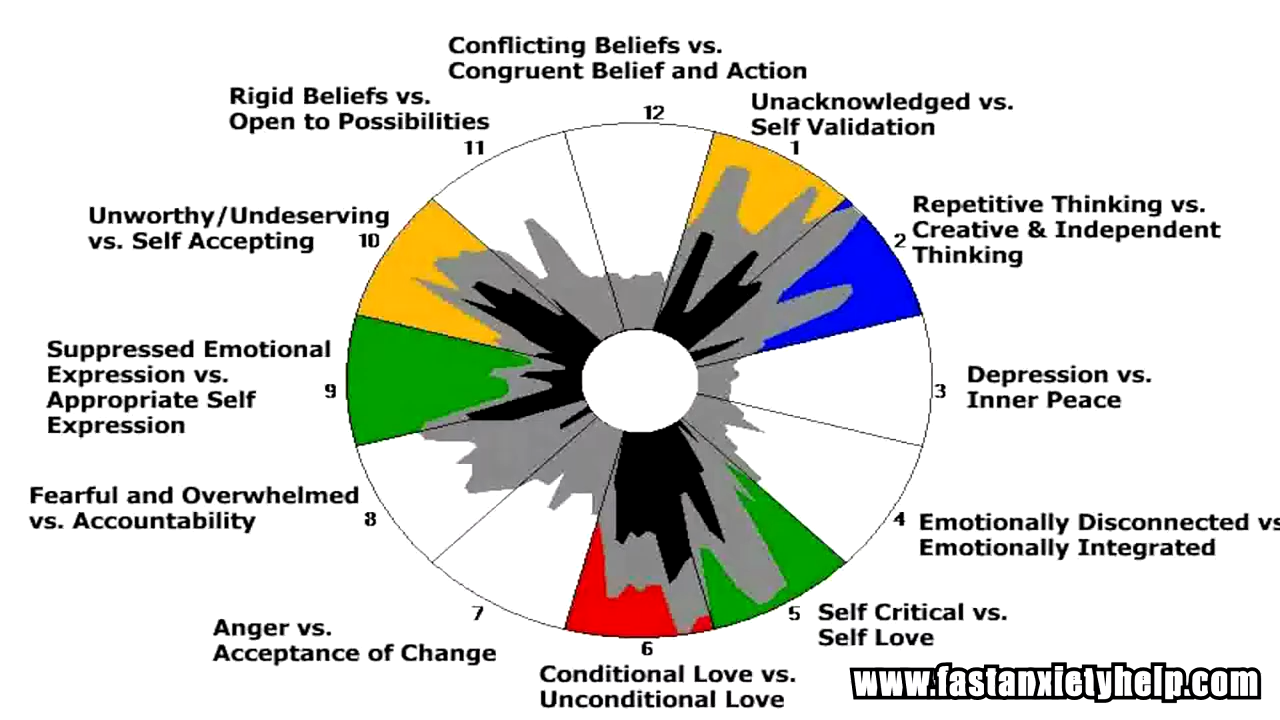 Conflicting Beliefs vs.
Congruent Belief and Action
12
Unacknowledged vs.
Self Validation
1
Repetitive Thinking vs.
2
Creative & Independent
Thinking
3
Depression vs.
Inner Peace
4
Emotionally Disconnected vs
Emotionally Integrated
5
Self Critical vs.
Self Love
6
Conditional Love vs.
Unconditional Love
7
Anger vs.
Acceptance of Change
8
Fearful and Overwhelmed
vs. Accountability
9
Suppressed Emotional
Expression vs.
Appropriate Self
Expression
10
Unworthy/Undeserving
vs. Self Accepting
11
Rigid Beliefs vs.
Open to Possibilities
www.fastanxietyhelp.com